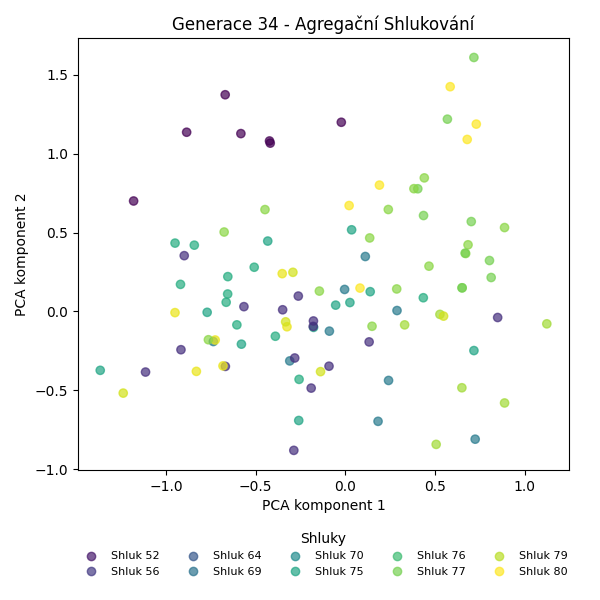 Generace 34 - Agregační Shlukování
PCA komponent 2
1.5
1.0
0.5
0.0
−0.5
−1.0
−1.0 −0.5 0.0 0.5 1.0
PCA komponent 1
Shluky
Shluk 52 Shluk 64 Shluk 70 Shluk 76 Shluk 79
Shluk 56 Shluk 69 Shluk 75 Shluk 77 Shluk 80